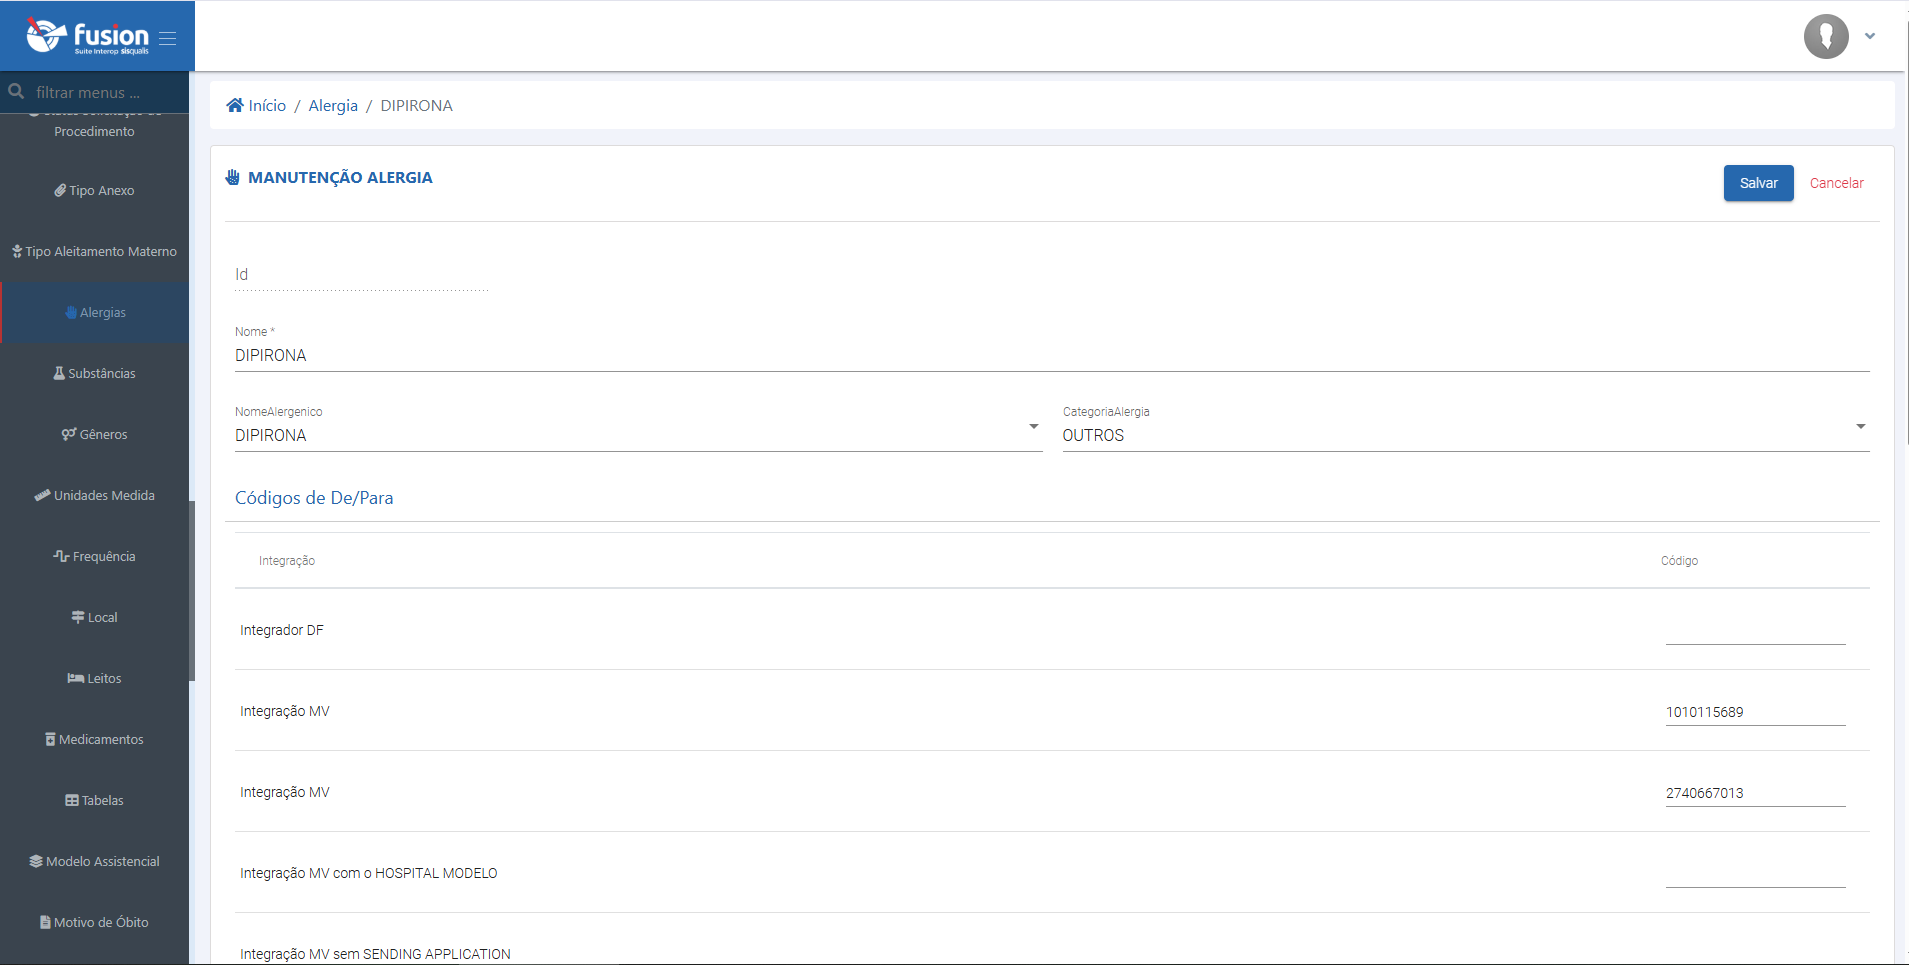 fusion
Suite Interop sisqualis
filtrar menus ...
Procedimento
Tipo Anexo
Tipo Aleitamento Materno
Alergias
Substâncias
Gêneros
Unidades Medida
Frequência
Local
Leitos
Medicamentos
Tabelas
Modelo Assistencial
Motivo de Óbito
Início / Alergia / DIPIRONA
MANUTENÇÃO ALERGIA
Salvar Cancelar
Id
Nome *
DIPIRONA
NomeAlergenico CategoriaAlergia
DIPIRONA OUTROS
Códigos de De/Para
Integração Código
Integrador DF
Integração MV 1010115689
Integração MV 2740667013
Integração MV com o HOSPITAL MODELO
Integração MV sem SENDING APPLICATION